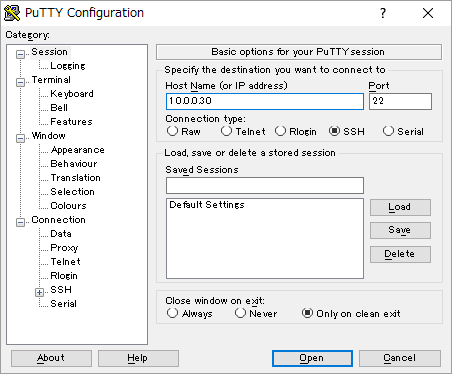 PuTTY Configuration
?
Category:
Session
Logging
Terminal
Keyboard
Bell
Features
Window
Appearance
Behaviour
Translation
Selection
Colours
Connection
Data
Proxy
Telnet
Rlogin
SSH
Serial
Basic options for your PuTTY session
Specify the destination you want to connect to
Host Name (or IP address) Port
10.0.0.30 22
Connection type:
Raw Telnet Rlogin SSH Serial
Load, save or delete a stored session
Saved Sessions
Default Settings
Load
Save
Delete
Close window on exit:
Always Never Only on clean exit
About Help Open Cancel